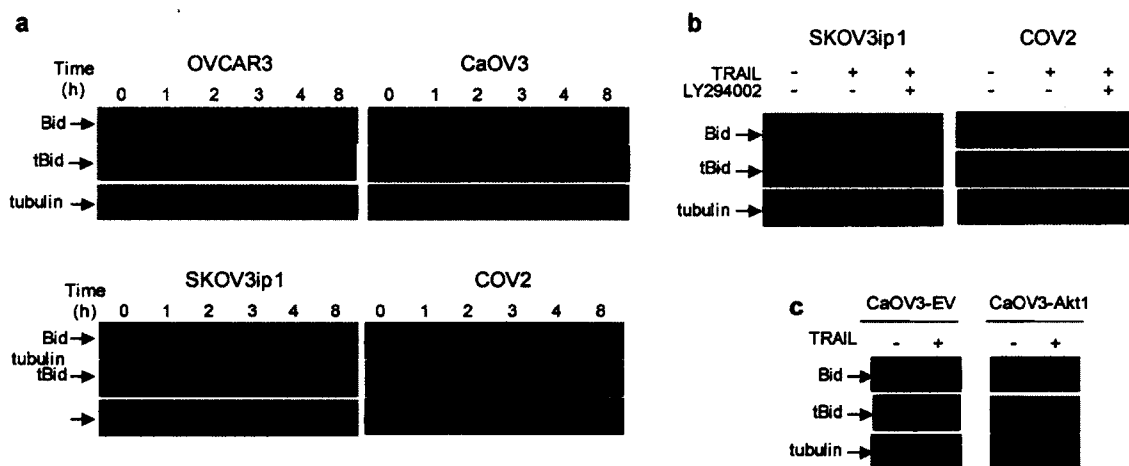 a
OVCAR3 CaOV3
Time
(h) 0 1 2 3 4 8 0 1 2 3 4 8
Bid
tBid
tubulin
SKOV3ip1 COV2
Time
(h) 0 1 2 3 4 8 0 1 2 3 4 8
Bid
tubulin
tBid
b
SKOV3ip1 COV2
TRAIL - + + - + +
LY294002 - - + - - +
Bid
tBid
tubulin
c
CaOV3-EV CaOV3-Akt1
TRAIL - + - +
Bid
tBid
tubulin